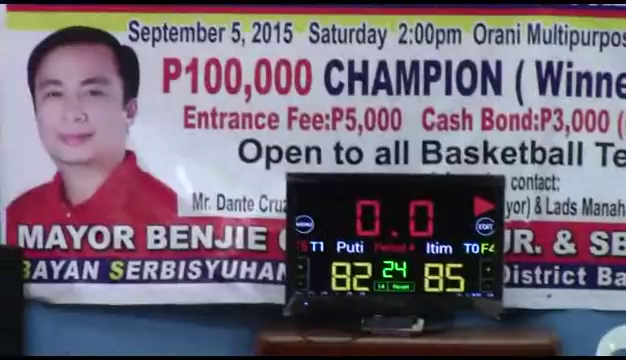 September 5, 2015 Saturday 2:00pm Orani
P100,000 CHAMPION ( Winne
Entrance Fee:P5,000 Cash Bond:P3,000 (
Open to all Basketball Te
contact:
Mr. Dante Cruz
yor) & Lads Manah
MAYOR BENJIE
JR. & SB
BAYAN SERBISYUHAN
District Ba
MENU
0.0
EDIT
T1 Puti Period 4 Itim T0 F4
82 24 85
14 Reset